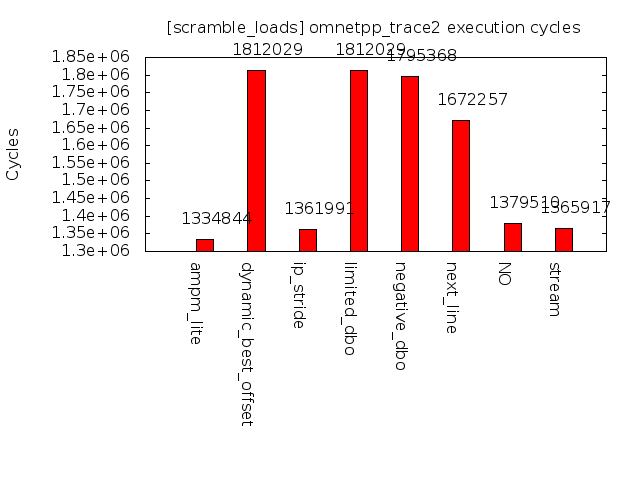 [scramble_loads] omnetpp_trace2 execution cycles
1.85e+06
1.8e+06
1.75e+06
1.7e+06
1.65e+06
1.6e+06
1.55e+06
1.5e+06
1.45e+06
1.4e+06
1.35e+06
1.3e+06
Cycles
1334844
1812029
1361991
1812029
1795368
1672257
1379510
1365917
ampm_lite
dynamic_best_offset
ip_stride
limited_dbo
negative_dbo
next_line
NO
stream